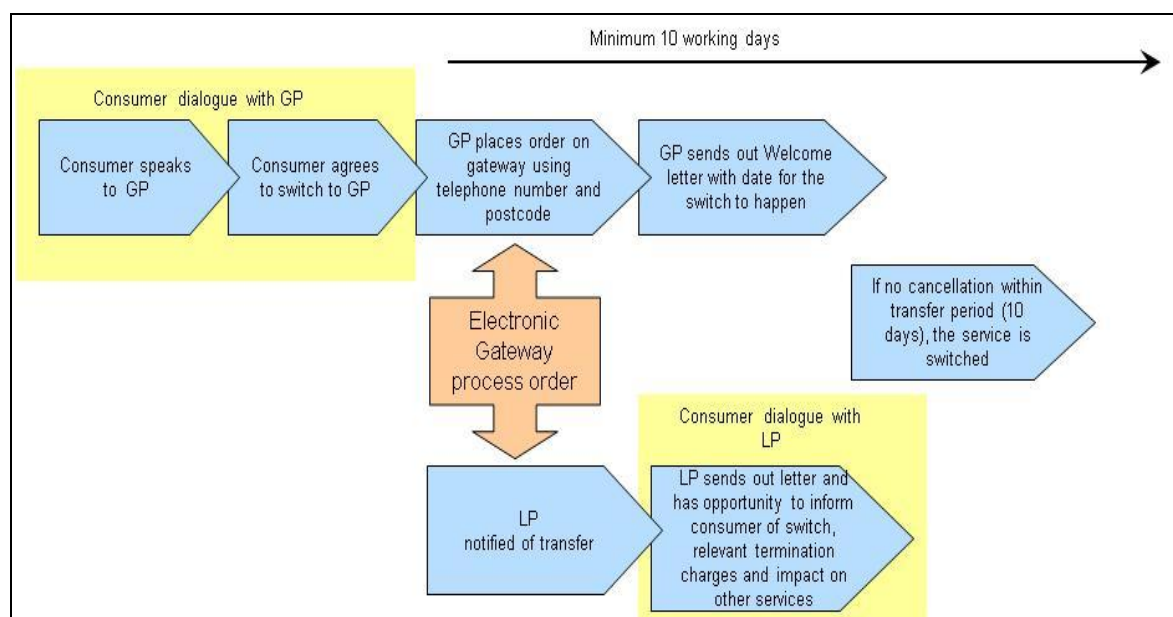 Minimum 10 working days
Consumer dialogue with GP
Consumer speaks
to GP
Consumer agrees
to switch to GP
GP places order on
gateway using
telephone number and
postcode
GP sends out Welcome
letter with date for the
switch to happen
If no cancellation within
transfer period (10
days), the service is
switched
Electronic
Gateway
process order
Consumer dialogue with
LP
LP
notified of transfer
LP sends out letter and
has opportunity to inform
consumer of switch,
relevant termination
charges and impact on
other services